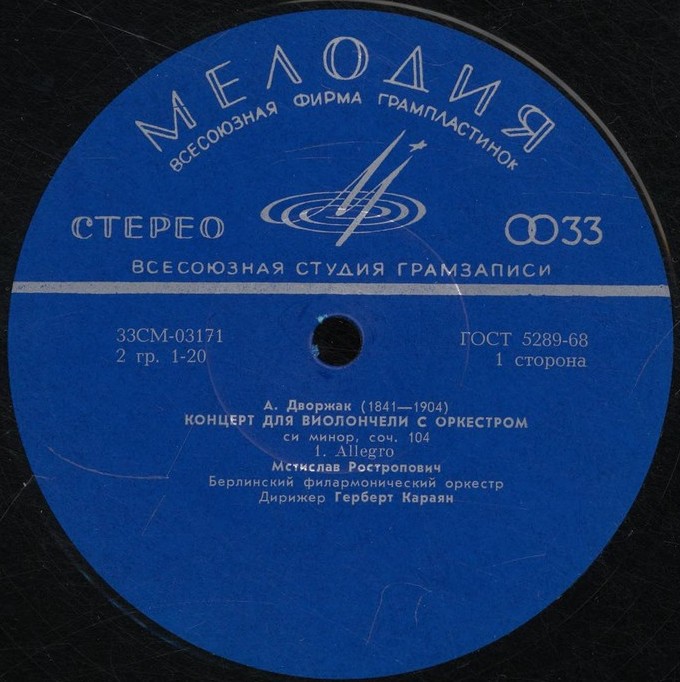 МЕЛОДИЯ
ВСЕСОЮЗНАЯ ФИРМА ГРАМПЛАСТИНОК
СТЕРЕО
33
ВСЕСОЮЗНАЯ СТУДИЯ ГРАМЗАПИСИ
33СМ-03171
ГОСТ 5289-68
2 гр. 1-20
1 сторона
А. Дворжак (1841—1904)
КОНЦЕРТ ДЛЯ ВИОЛОНЧЕЛИ С ОРКЕСТРОМ
си минор, соч. 104
1. Allegro
Мстислав Ростропович
Берлинский филармонический оркестр
Дирижер Герберт Караян